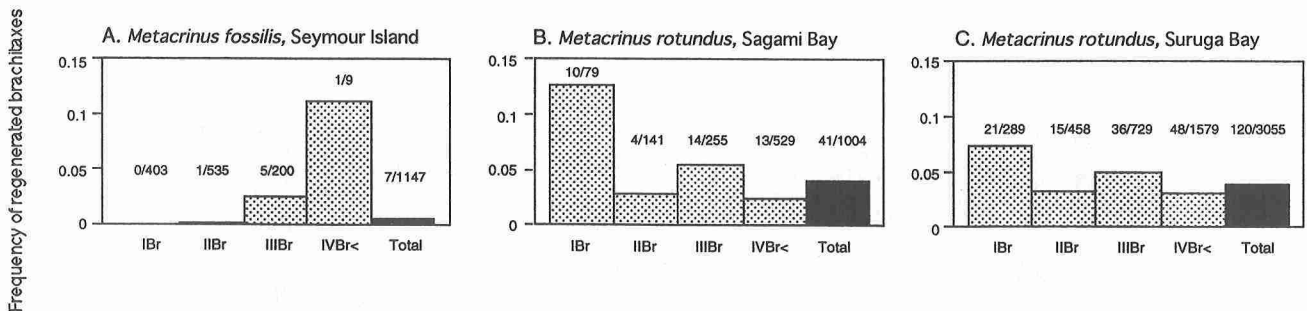 Frequency of regenerated brachitaxes
A. Metacrinus fossilis, Seymour Island
0.15
0.1
0.05
0
0/403
1/535
5/200
1/9
7/1147
IBr
IIBr
IIIBr
IVBr<
Total
B. Metacrinus rotundus, Sagami Bay
0.15
0.1
0.05
0
10/79
4/141
14/255
13/529
41/1004
IBr
IIBr
IIIBr
IVBr<
Total
C. Metacrinus rotundus, Suruga Bay
0.15
0.1
0.05
0
21/289
15/458
36/729
48/1579
120/3055
IBr
IIBr
IIIBr
IVBr<
Total